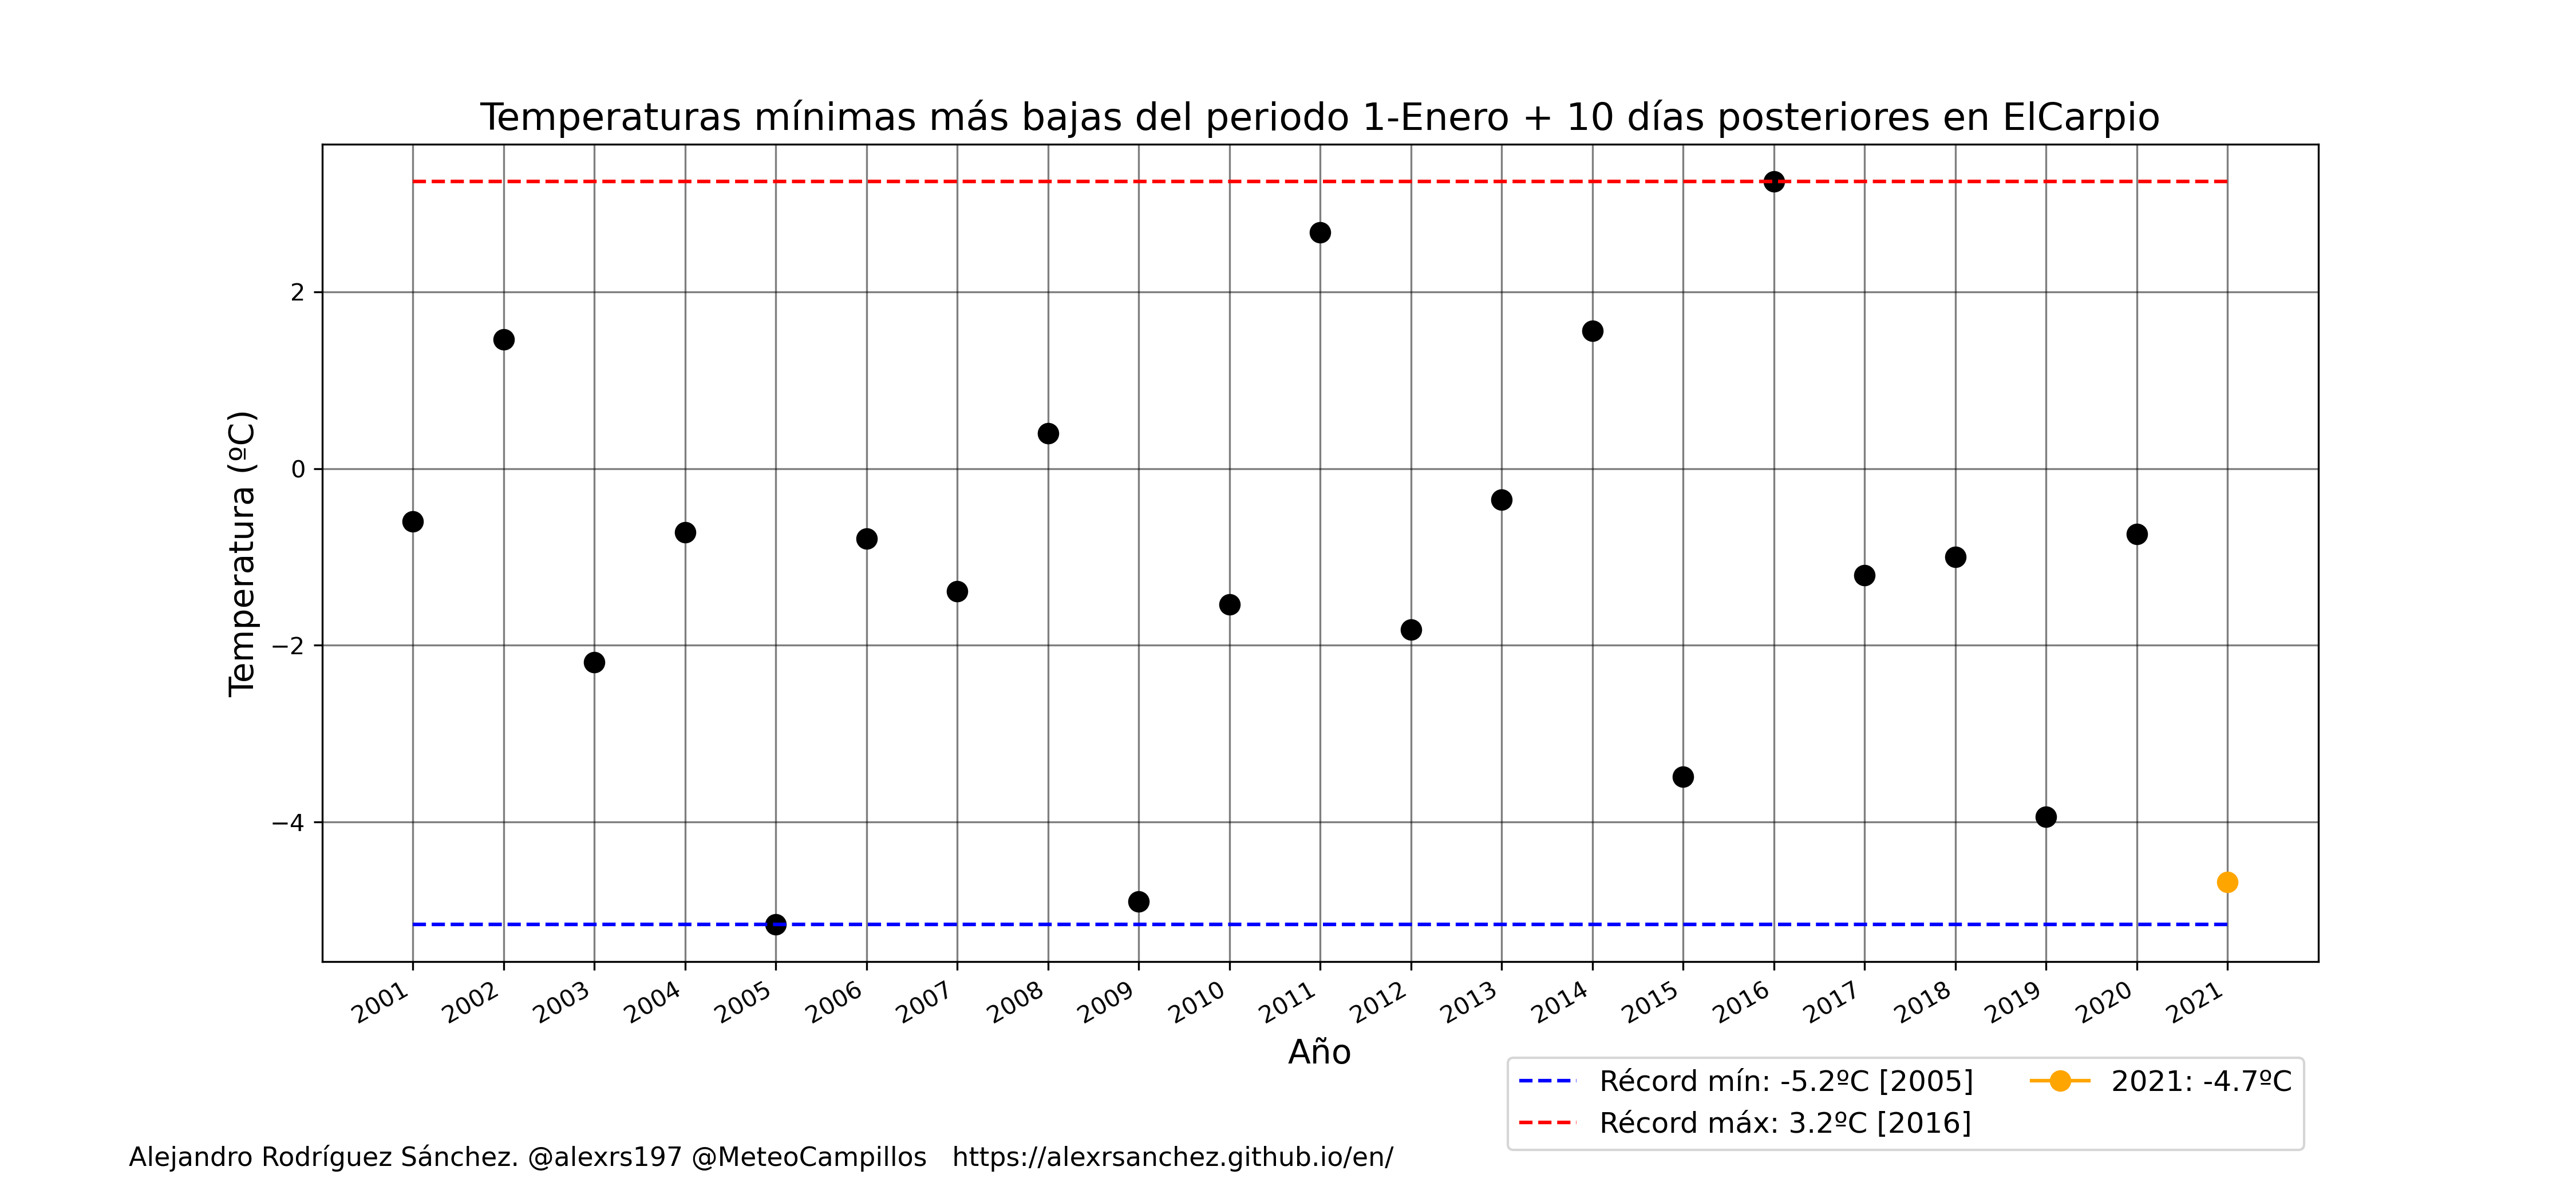 Temperaturas mínimas más bajas del periodo 1-Enero + 10 días posteriores en ElCarpio
Temperatura (ºC)
2
0
−2
−4
2001 2002 2003 2004 2005 2006 2007 2008 2009 2010 2011 2012 2013 2014 2015 2016 2017 2018 2019 2020 2021
Año
Récord mín: -5.2ºC [2005]
Récord máx: 3.2ºC [2016]
2021: -4.7ºC
Alejandro Rodríguez Sánchez. @alexrs197 @MeteoCampillos https://alexrsanchez.github.io/en/